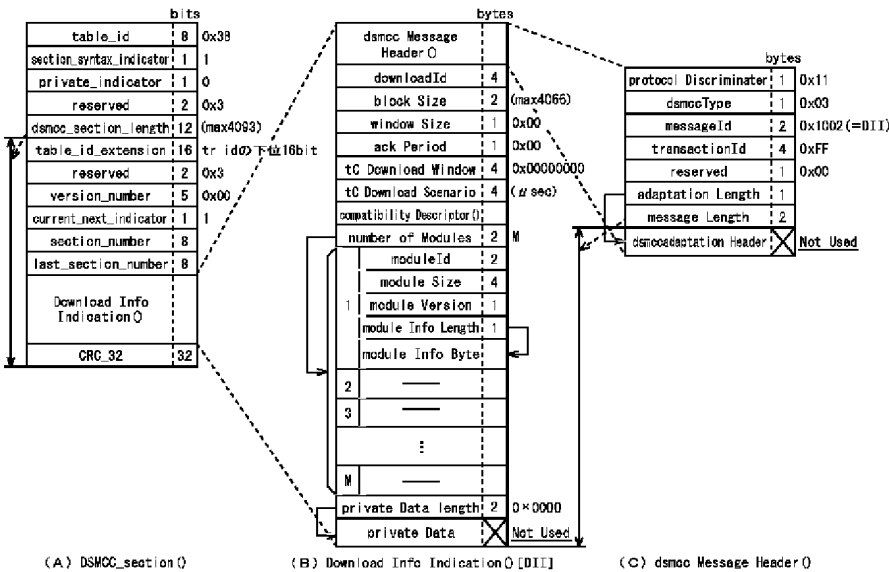 bits
table_id 8 0x3B
section_syntax_indicator 1 1
private_indicator 1 0
reserved 2 0x3
dsmcc_section_length 12 (max4093)
table_id_extension 16 tr idの下位16bit
reserved 2 0x3
version_number 5 0x00
current_next_indicator 1 1
section_number 8
last_section_number 8
Download Info
Indication()
CRC_32 32
(A) DSMCC_section()
bytes
dsmcc Message
Header()
downloadId 4
block Size 2 (max4066)
window Size 1 0x00
ack Period 1 0x00
tC Download Window 4 0x00000000
tC Download Scenario 4 (μsec)
compatibility Descriptor()
number of Modules 2 M
1
moduleId 2
module Size 4
module Version 1
module Info Length 1
module Info Byte
2 ――
3 ――
⋮
M ――
private Data length 2 0×0000
private Data Not Used
(B) Download Info Indication()[DII]
bytes
protocol Discriminater 1 0x11
dsmccType 1 0x03
messageId 2 0x1002(=DII)
transactionId 4 0xFF
reserved 1 0x00
adaptation Length 1
message Length 2
dsmccadaptation Header Not Used
(C) dsmcc Message Header()